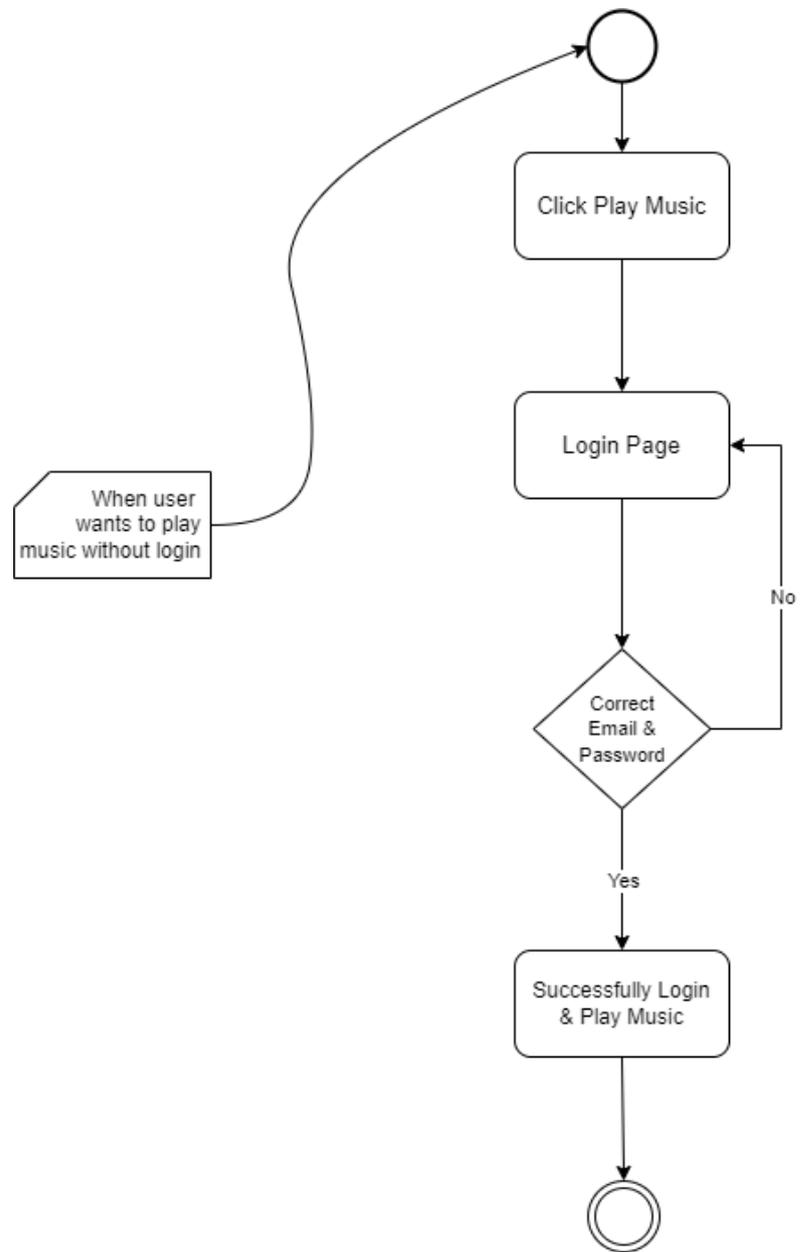 Click Play Music
Login Page
When user
wants to play
music without login
No
Correct
Email &
Password
Yes
Successfully Login
& Play Music